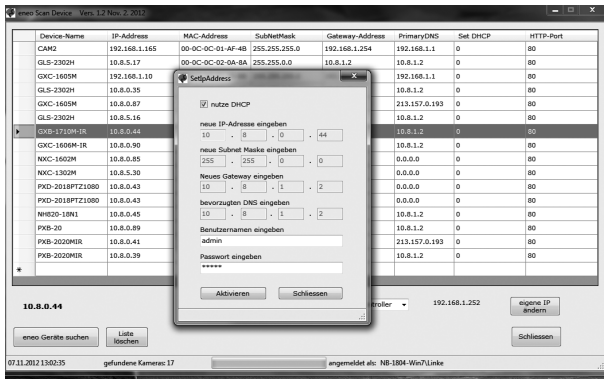 eneo Scan Device Vers. 1.2 Nov. 2, 2012
Device-Name IP-Address MAC-Address SubNetMask Gateway-Address PrimaryDNS Set DHCP HTTP-Port
CAM2 192.168.1.165 00-0C-0C-01-AF-4B 255.255.255.0 192.168.1.254 192.168.1.1 0 80
GLS-2302H 10.8.5.17 00-0C-0C-02-0A-8A 255.255.0.0 10.8.1.2 10.8.1.2 0 80
GXC-1605M 192.168.1.10 192.168.1.1 0 80
GLS-2302H 10.8.0.35 10.8.1.2 0 80
GXC-1605M 10.8.0.87 213.157.0.193 0 80
GLS-2302H 10.8.5.16 10.8.1.2 0 80
GXB-1710M-IR 10.8.0.44 10.8.1.2 0 80
GXC-1606M-IR 10.8.0.90 10.8.1.2 0 80
NXC-1602M 10.8.0.85 0.0.0.0 0 80
NXC-1302M 10.8.5.30 0.0.0.0 0 80
PXD-2018PTZ1080 10.8.0.43 0.0.0.0 0 80
PXD-2018PTZ1080 10.8.0.43 0.0.0.0 0 80
NH820-18N1 10.8.0.45 10.8.1.2 0 80
PXB-20 10.8.0.89 10.8.1.2 0 80
PXB-2020MIR 10.8.0.41 213.157.0.193 0 80
PXB-2020MIR 10.8.0.39 10.8.1.2 0 80
*
SetIpAddress
nutze DHCP
neue IP-Adresse eingeben
10 . 8 . 0 . 44
neue Subnet Maske eingeben
255 . 255 . 0 . 0
Neues Gateway eingeben
10 . 8 . 1 . 2
bevorzugten DNS eingeben
10 . 8 . 1 . 2
Benutzernamen eingeben
admin
Passwort eingeben
*****
Aktivieren Schliessen
10.8.0.44 troller 192.168.1.252 eigene IP
ändern
eneo Geräte suchen Liste
löschen Schliessen
07.11.2012 13:02:35 gefundene Kameras: 17 angemeldet als: NB-1804-Win7\Linke